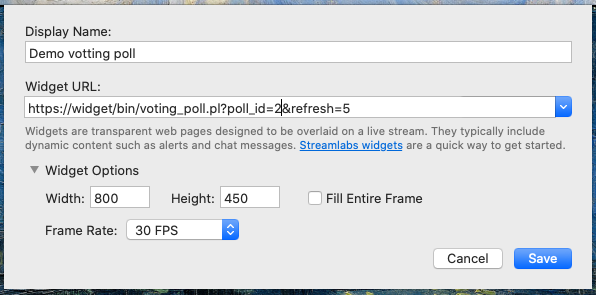 Display Name:
Demo votting poll
Widget URL:
https://widget/bin/voting_poll.pl?poll_id=2&refresh=5
Widgets are transparent web pages designed to be overlaid on a live stream. They typically include
dynamic content such as alerts and chat messages. Streamlabs widgets are a quick way to get started.
Widget Options
Width: 800 Height: 450 Fill Entire Frame
Frame Rate: 30 FPS
Cancel Save